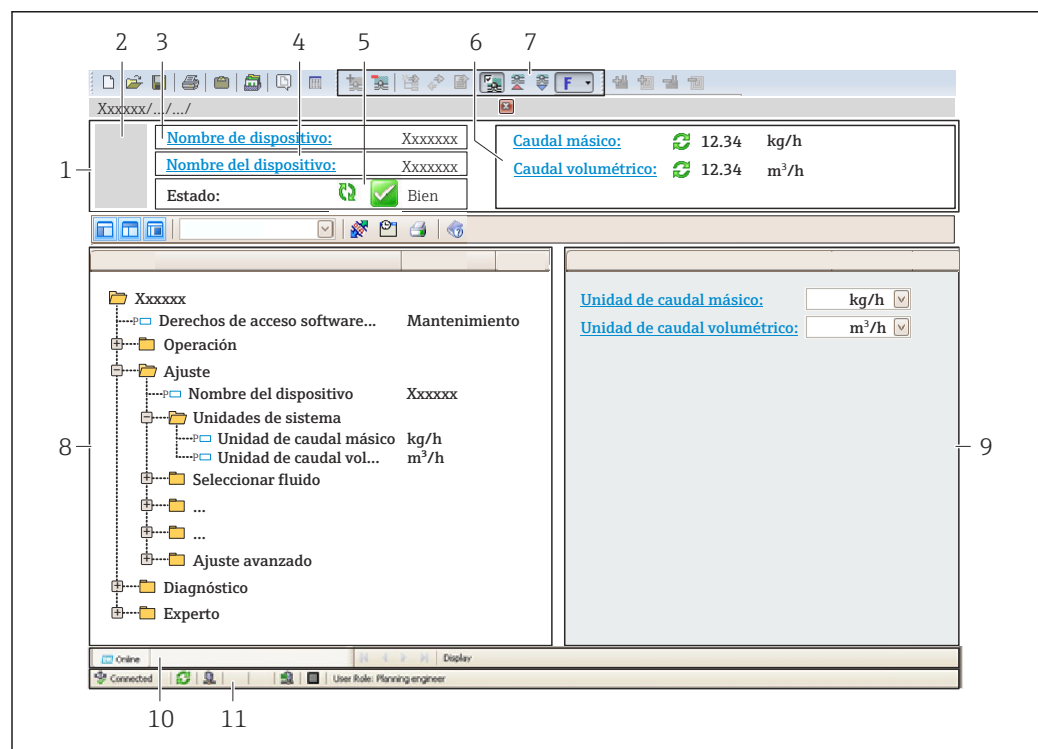 2 3 4 5 6 7
F
Xxxxxx/.../.../
1
Nombre de dispositivo: Xxxxxxx
Nombre del dispositivo: Xxxxxxx
Estado: Bien
Caudal másico: 12.34 kg/h
Caudal volumétrico: 12.34 m³/h
Xxxxxx
P Derechos de acceso software... Mantenimiento
Operación
Ajuste
P Nombre del dispositivo Xxxxxx
Unidades de sistema
P Unidad de caudal másico kg/h
P Unidad de caudal vol... m³/h
Seleccionar fluido
...
...
Ajuste avanzado
Diagnóstico
Experto
8
Unidad de caudal másico: kg/h
Unidad de caudal volumétrico: m³/h
9
Online Display
Connected User Role: Planning engineer
10 11